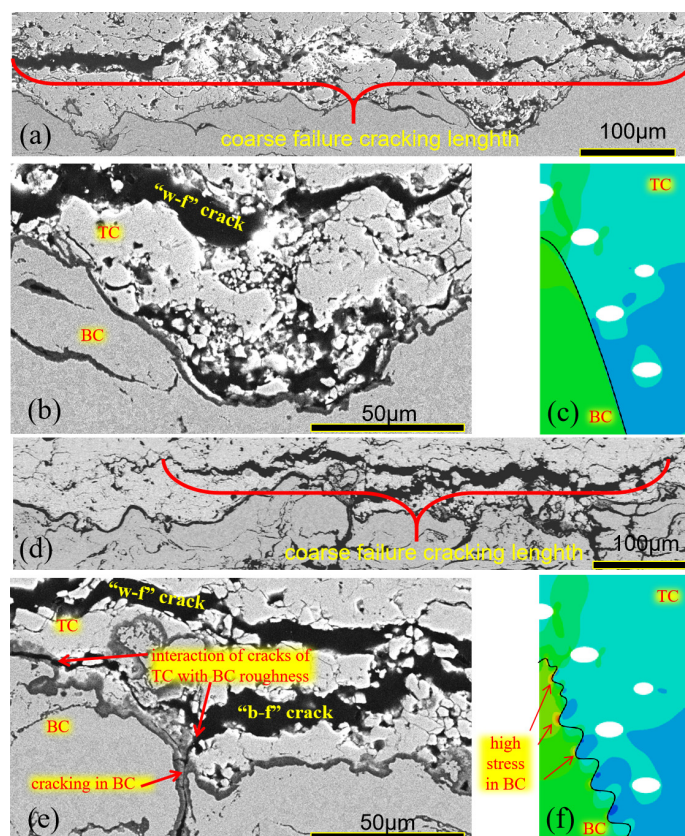 (a)
coarse failure cracking lenghth
100μm
"w-f" crack
TC
BC
(b)
50μm
TC
(c)
BC
(d)
coarse failure cracking lenghth
100μm
"w-f" crack
TC
interaction of cracks of
TC with BC roughness
BC
"b-f" crack
cracking in BC
(e)
50μm
TC
high
stress
in BC
BC
(f)